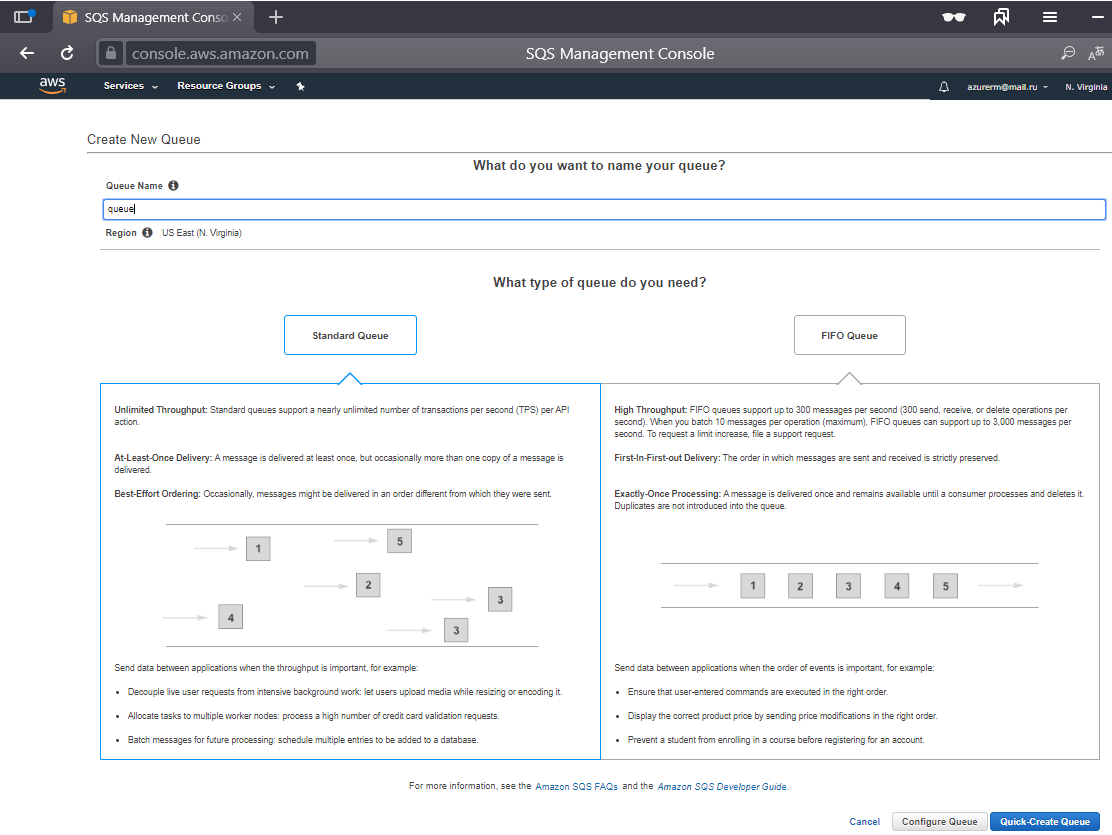 SQS Management Conso
console.aws.amazon.com
SQS Management Console
aws
Services
Resource Groups
azurerm@mail.ru
N. Virginia
Create New Queue
What do you want to name your queue?
Queue Name
queue
Region
US East (N. Virginia)
What type of queue do you need?
Standard Queue
FIFO Queue
Unlimited Throughput: Standard queues support a nearly unlimited number of transactions per second (TPS) per API
action.
At-Least-Once Delivery: A message is delivered at least once, but occasionally more than one copy of a message is
delivered.
Best-Effort Ordering: Occasionally, messages might be delivered in an order different from which they were sent.
1
5
2
3
4
3
Send data between applications when the throughput is important, for example:
• Decouple live user requests from intensive background work: let users upload media while resizing or encoding it.
• Allocate tasks to multiple worker nodes: process a high number of credit card validation requests.
• Batch messages for future processing: schedule multiple entries to be added to a database.
High Throughput: FIFO queues support up to 300 messages per second (300 send, receive, or delete operations per
second). When you batch 10 messages per operation (maximum), FIFO queues can support up to 3,000 messages per
second. To request a limit increase, file a support request.
First-In-First-out Delivery: The order in which messages are sent and received is strictly preserved.
Exactly-Once Processing: A message is delivered once and remains available until a consumer processes and deletes it.
Duplicates are not introduced into the queue.
1 2 3 4 5
Send data between applications when the order of events is important, for example:
• Ensure that user-entered commands are executed in the right order.
• Display the correct product price by sending price modifications in the right order.
• Prevent a student from enrolling in a course before registering for an account.
For more information, see the Amazon SQS FAQs and the Amazon SQS Developer Guide.
Cancel
Configure Queue
Quick-Create Queue